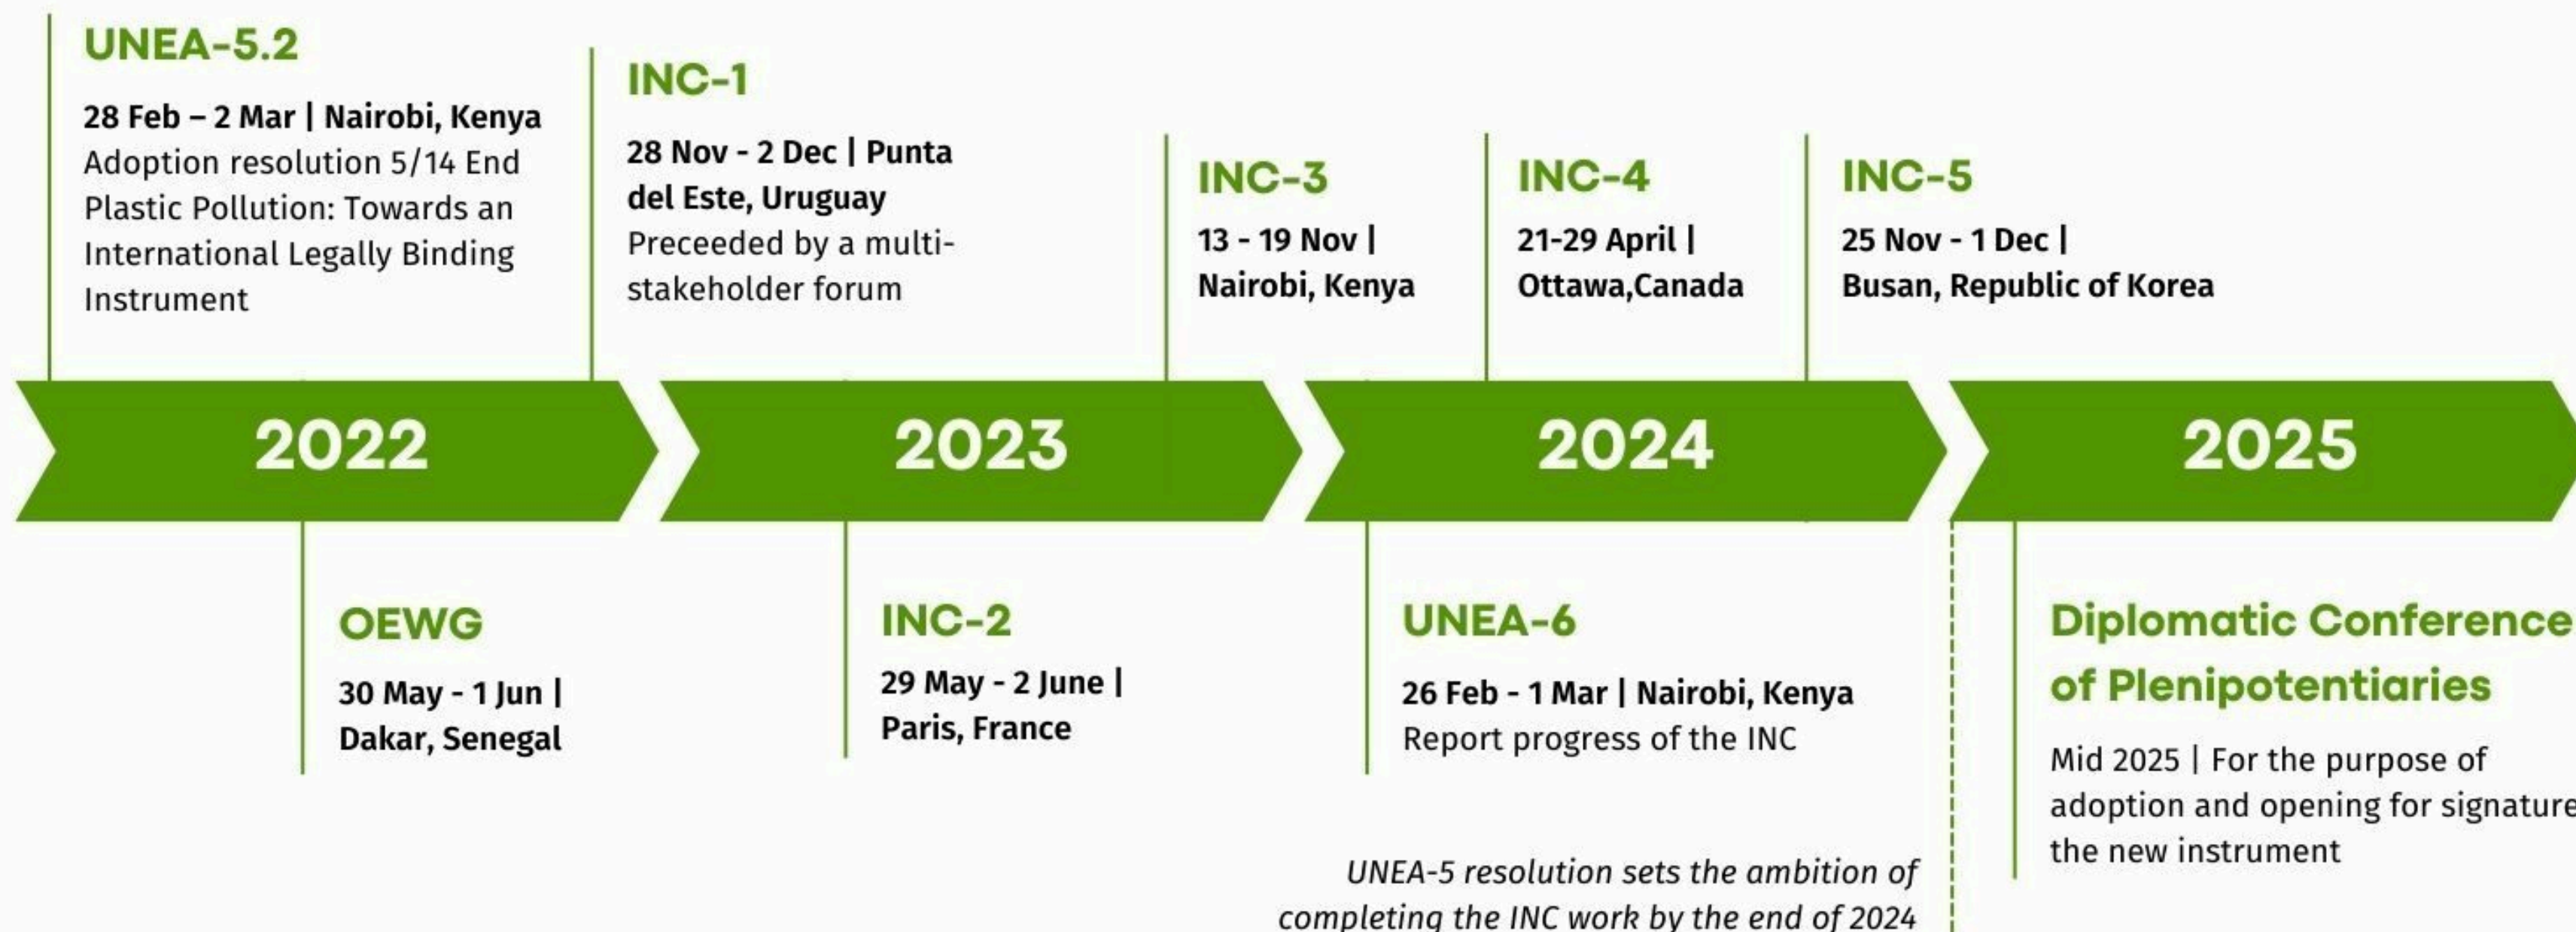 UNEA-5.2
28 Feb – 2 Mar | Nairobi, Kenya
Adoption resolution 5/14 End
Plastic Pollution: Towards an
International Legally Binding
Instrument
INC-1
28 Nov - 2 Dec | Punta
del Este, Uruguay
Preceeded by a multi-
stakeholder forum
INC-3
13 - 19 Nov |
Nairobi, Kenya
INC-4
21-29 April |
Ottawa,Canada
INC-5
25 Nov - 1 Dec |
Busan, Republic of Korea
2022
2023
2024
2025
OEWG
30 May - 1 Jun |
Dakar, Senegal
INC-2
29 May - 2 June |
Paris, France
UNEA-6
26 Feb - 1 Mar | Nairobi, Kenya
Report progress of the INC
UNEA-5 resolution sets the ambition of
completing the INC work by the end of 2024
Diplomatic Conference
of Plenipotentiaries
Mid 2025 | For the purpose of
adoption and opening for signature
the new instrument